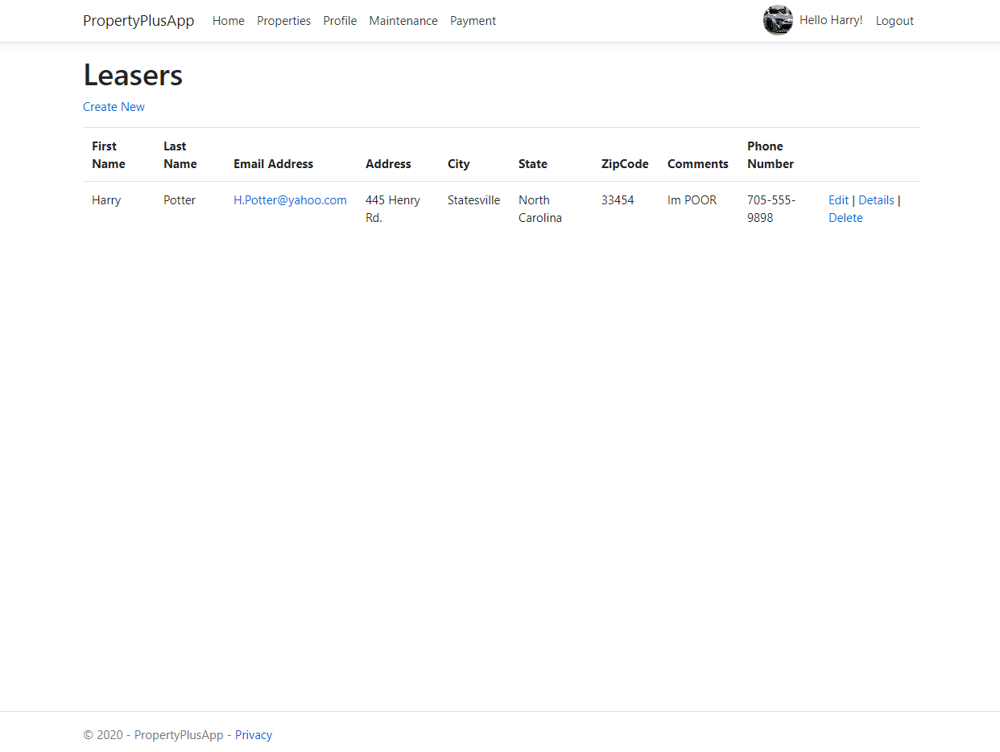 PropertyPlusApp Home Properties Profile Maintenance Payment Hello Harry! Logout
Leasers
Create New
First Name Last Name Email Address Address City State ZipCode Comments Phone Number
Harry Potter H.Potter@yahoo.com 445 Henry Rd. Statesville North Carolina 33454 Im POOR 705-555-9898 Edit | Details | Delete
© 2020 - PropertyPlusApp - Privacy